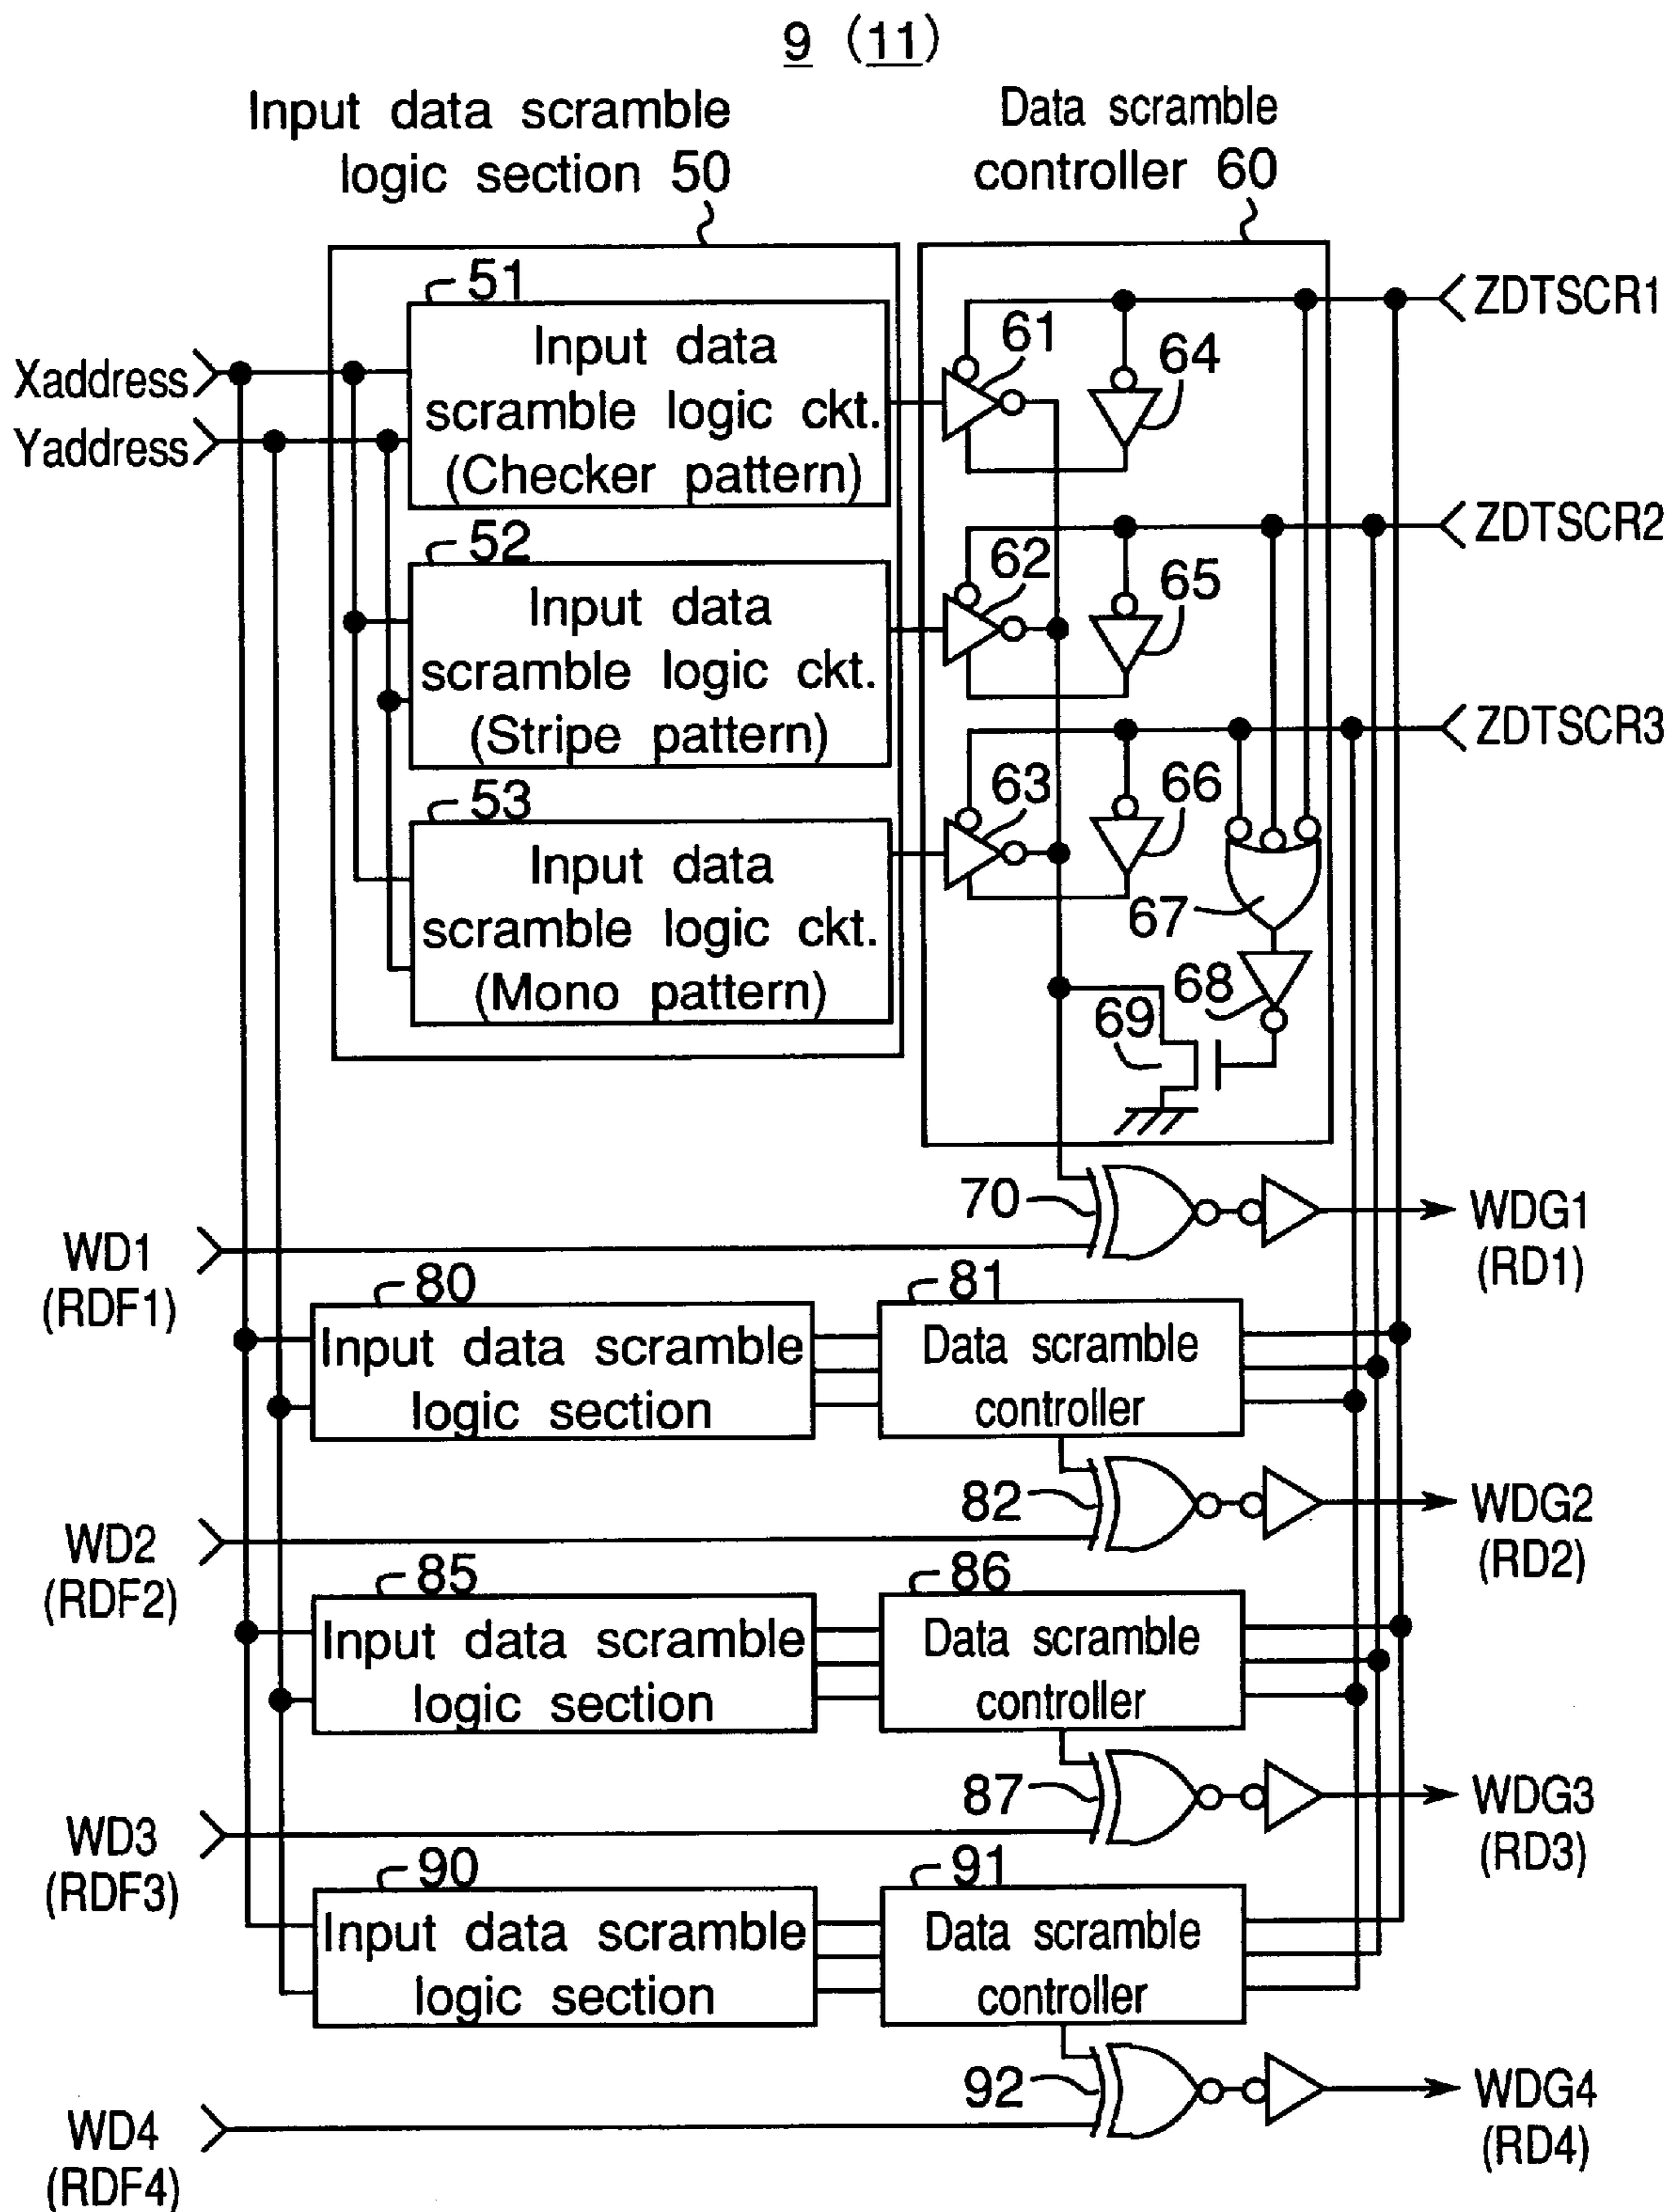 9 (11)
Input data scramble
logic section 50
Data scramble
controller 60
51
Input data
scramble logic ckt.
(Checker pattern)
52
Input data
scramble logic ckt.
(Stripe pattern)
53
Input data
scramble logic ckt.
(Mono pattern)
Xaddress
Yaddress
61
64
62
65
63
66
67
68
69
ZDTSCR1
ZDTSCR2
ZDTSCR3
70
WD1
(RDF1)
WDG1
(RD1)
80
Input data scramble
logic section
81
Data scramble
controller
82
WD2
(RDF2)
WDG2
(RD2)
85
Input data scramble
logic section
86
Data scramble
controller
87
WD3
(RDF3)
WDG3
(RD3)
90
Input data scramble
logic section
91
Data scramble
controller
92
WD4
(RDF4)
WDG4
(RD4)